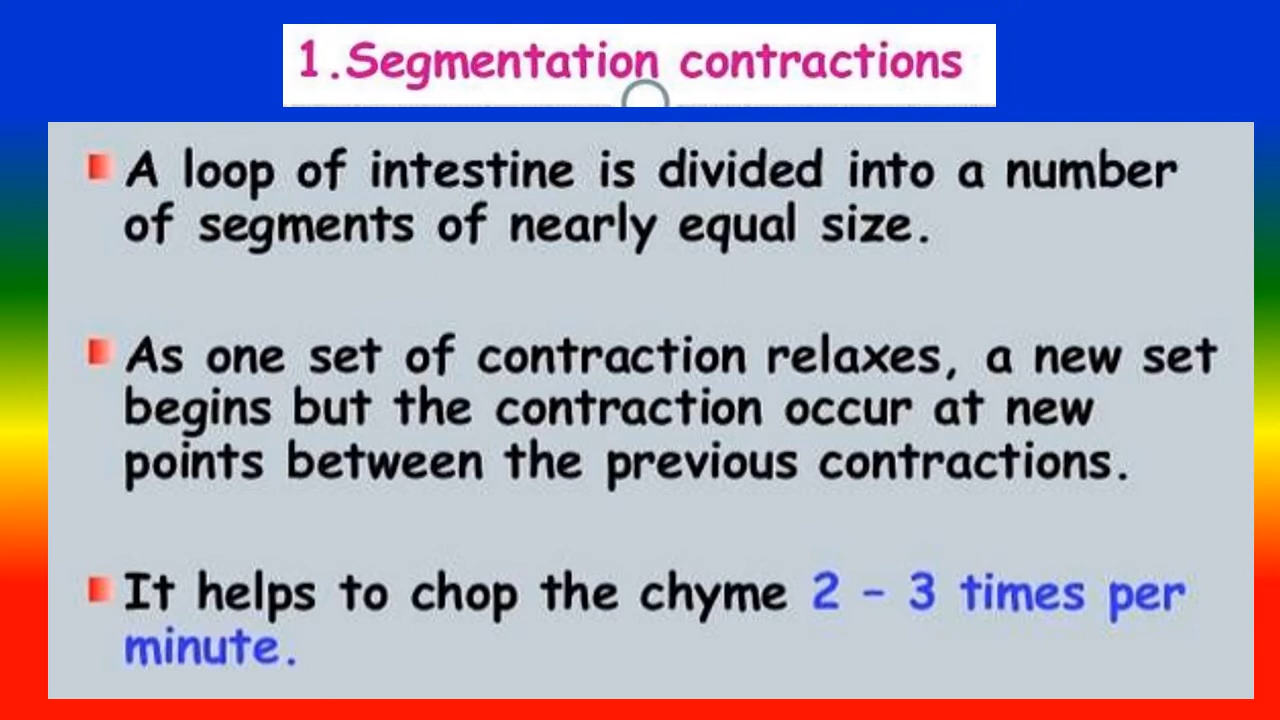 1.Segmentation contractions
A loop of intestine is divided into a number
of segments of nearly equal size.
As one set of contraction relaxes, a new set
begins but the contraction occur at new
points between the previous contractions.
It helps to chop the chyme 2 – 3 times per
minute.